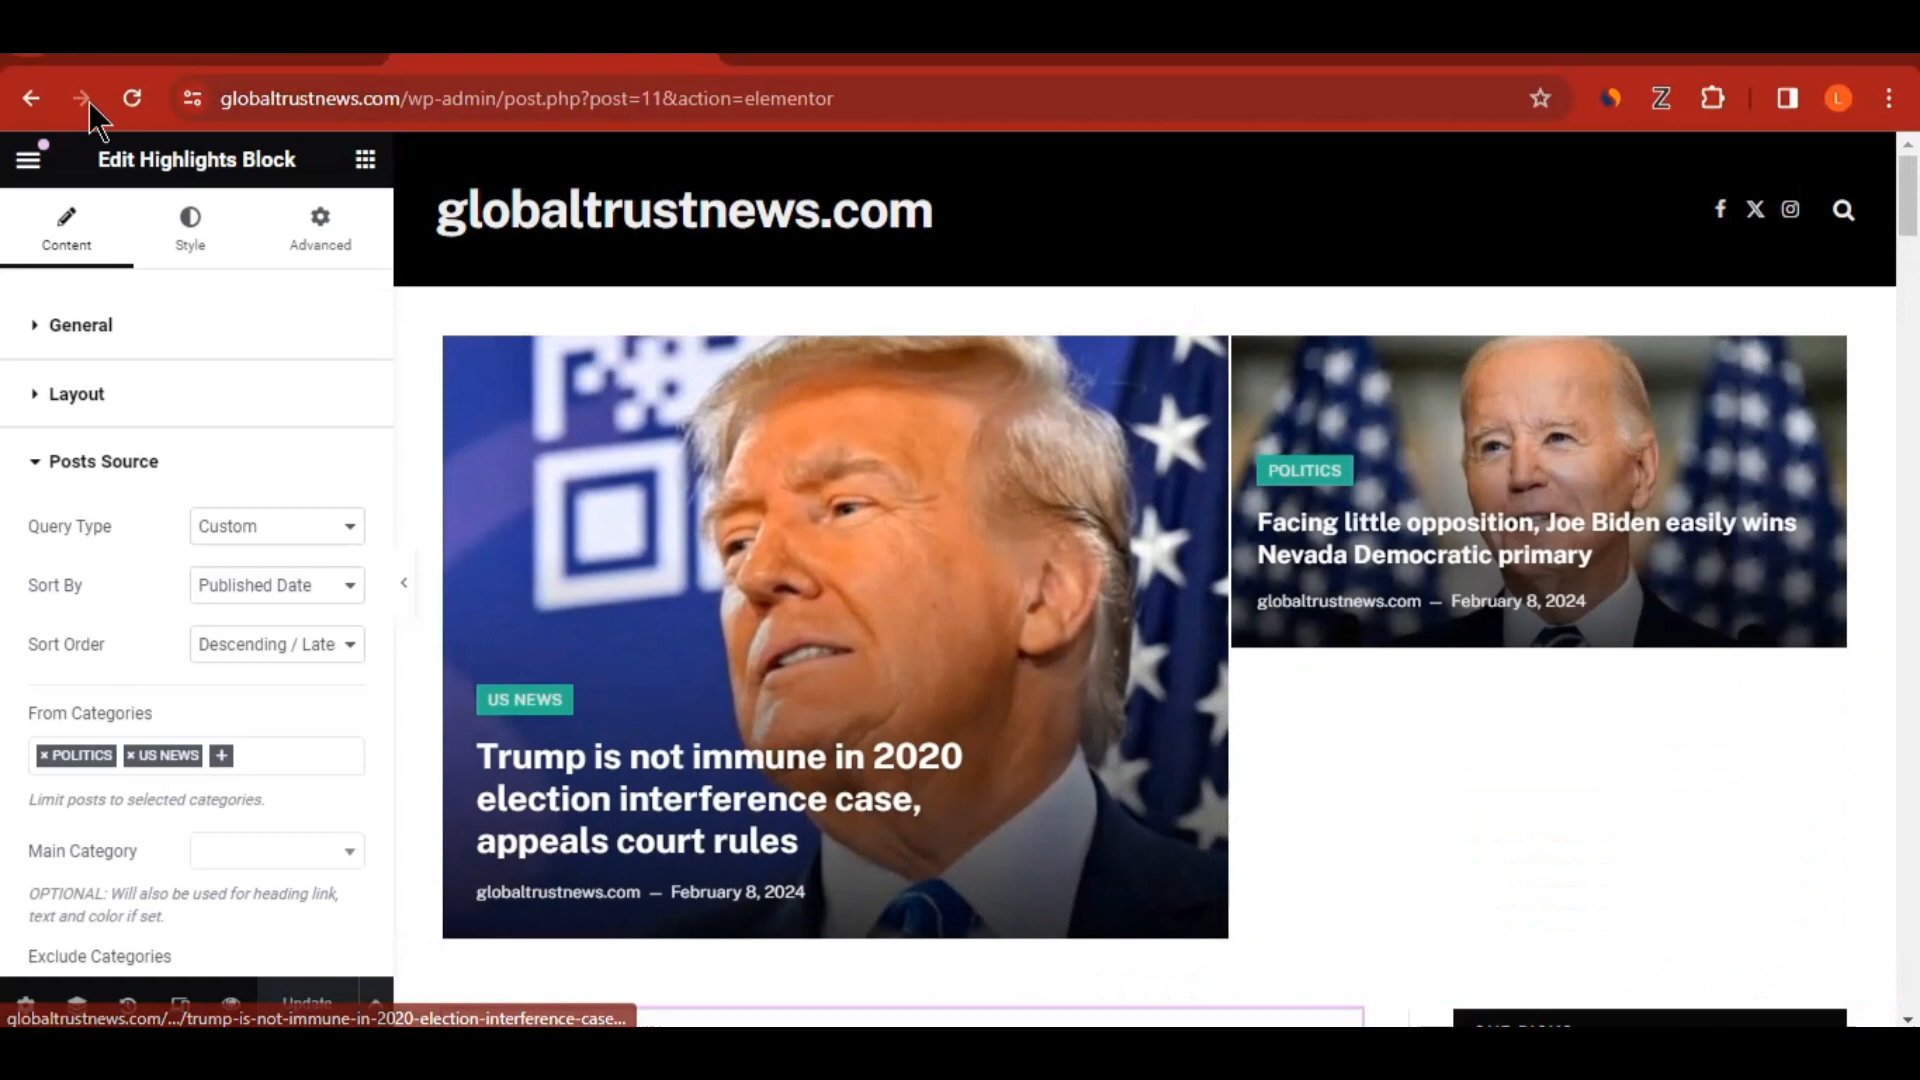 globaltrustnews.com/wp-admin/post.php?post=11&action=elementor
L
Edit Highlights Block
Content
Style
Advanced
General
Layout
Posts Source
Query Type
Custom
Sort By
Published Date
Sort Order
Descending / Late
From Categories
× POLITICS × US NEWS +
Limit posts to selected categories.
Main Category
OPTIONAL: Will also be used for heading link,
text and color if set.
Exclude Categories
Update
globaltrustnews.com/.../trump-is-not-immune-in-2020-election-interference-case...
globaltrustnews.com
US NEWS
Trump is not immune in 2020
election interference case,
appeals court rules
globaltrustnews.com — February 8, 2024
POLITICS
Facing little opposition, Joe Biden easily wins
Nevada Democratic primary
globaltrustnews.com — February 8, 2024